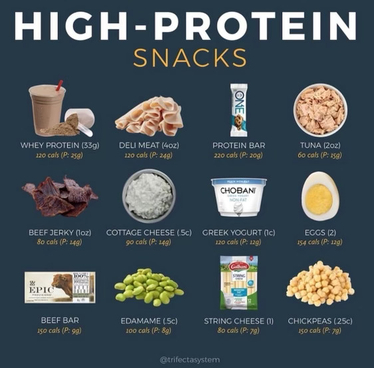 HIGH-PROTEIN
SNACKS
WHEY PROTEIN (33g)
120 cals (P: 25g)
DELI MEAT (4oz)
120 cals (P: 24g)
ONE
PROTEIN BAR
220 cals (P: 20g)
TUNA (2oz)
60 cals (P: 15g)
BEEF JERKY (1oz)
80 cals (P: 14g)
COTTAGE CHEESE (.5c)
90 cals (P: 14g)
CHOBANI
GREEK YOGURT (1c)
120 cals (P: 12g)
EGGS (2)
154 cals (P: 12g)
EPIC
100%
BEEF BAR
150 cals (P: 9g)
EDAMAME (.5c)
100 cals (P: 8g)
Galbani
STRING
CHEESE
STRING CHEESE (1)
80 cals (P: 7g)
CHICKPEAS (.25c)
150 cals (P: 7g)
@trifectasystem